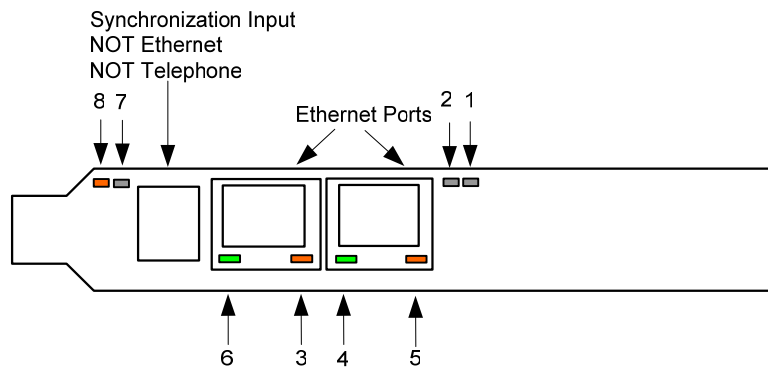 Synchronization Input
NOT Ethernet
NOT Telephone
8 7
Ethernet Ports
2 1
6 3 4 5